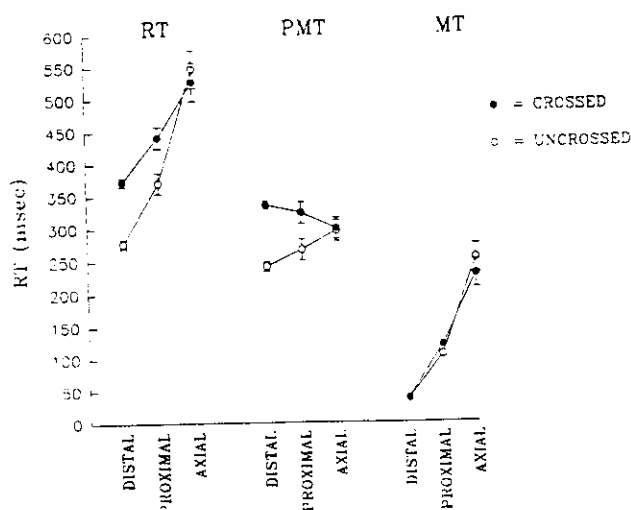 RT PMT MT
600
550
500
450
400
350
300
250
200
150
100
50
0
RT (msec)
● = CROSSED
○ = UNCROSSED
DISTAL
PROXIMAL
AXIAL
DISTAL
PROXIMAL
AXIAL
DISTAL
PROXIMAL
AXIAL